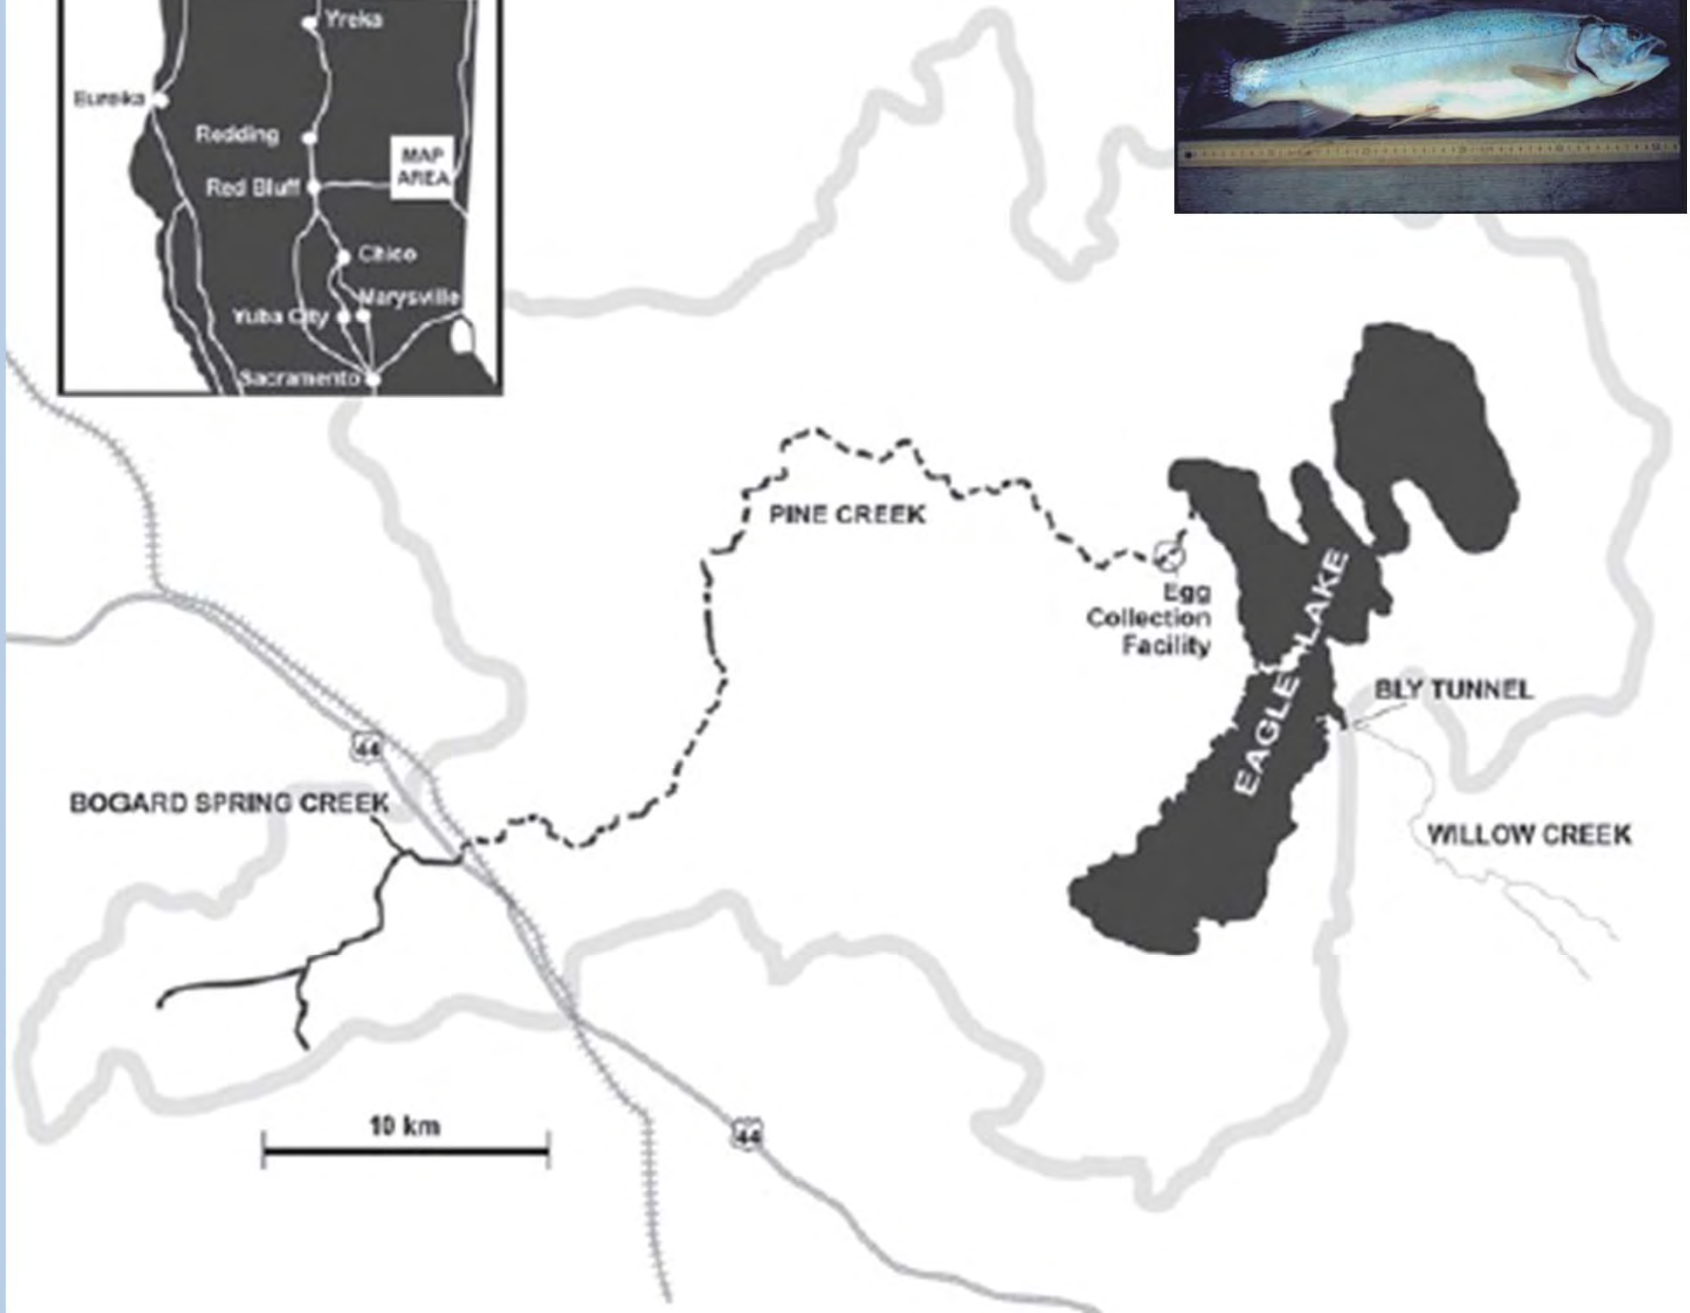 Yreka
Eureka
Redding
MAP
AREA
Red Bluff
Chico
Marysville
Yuba City
Sacramento
PINE CREEK
Egg
Collection
Facility
EAGLE LAKE
BLY TUNNEL
44
BOGARD SPRING CREEK
WILLOW CREEK
10 km
44